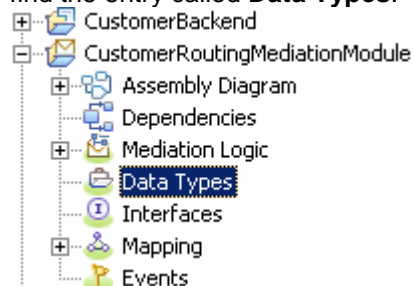 find the entry called Data Types.
CustomerBackend
CustomerRoutingMediationModule
Assembly Diagram
Dependencies
Mediation Logic
Data Types
Interfaces
Mapping
Events